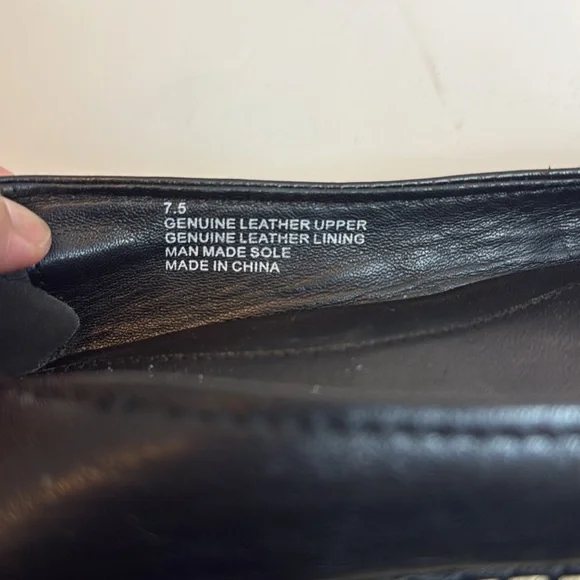 7.5
GENUINE LEATHER UPPER
GENUINE LEATHER LINING
MAN MADE SOLE
MADE IN CHINA